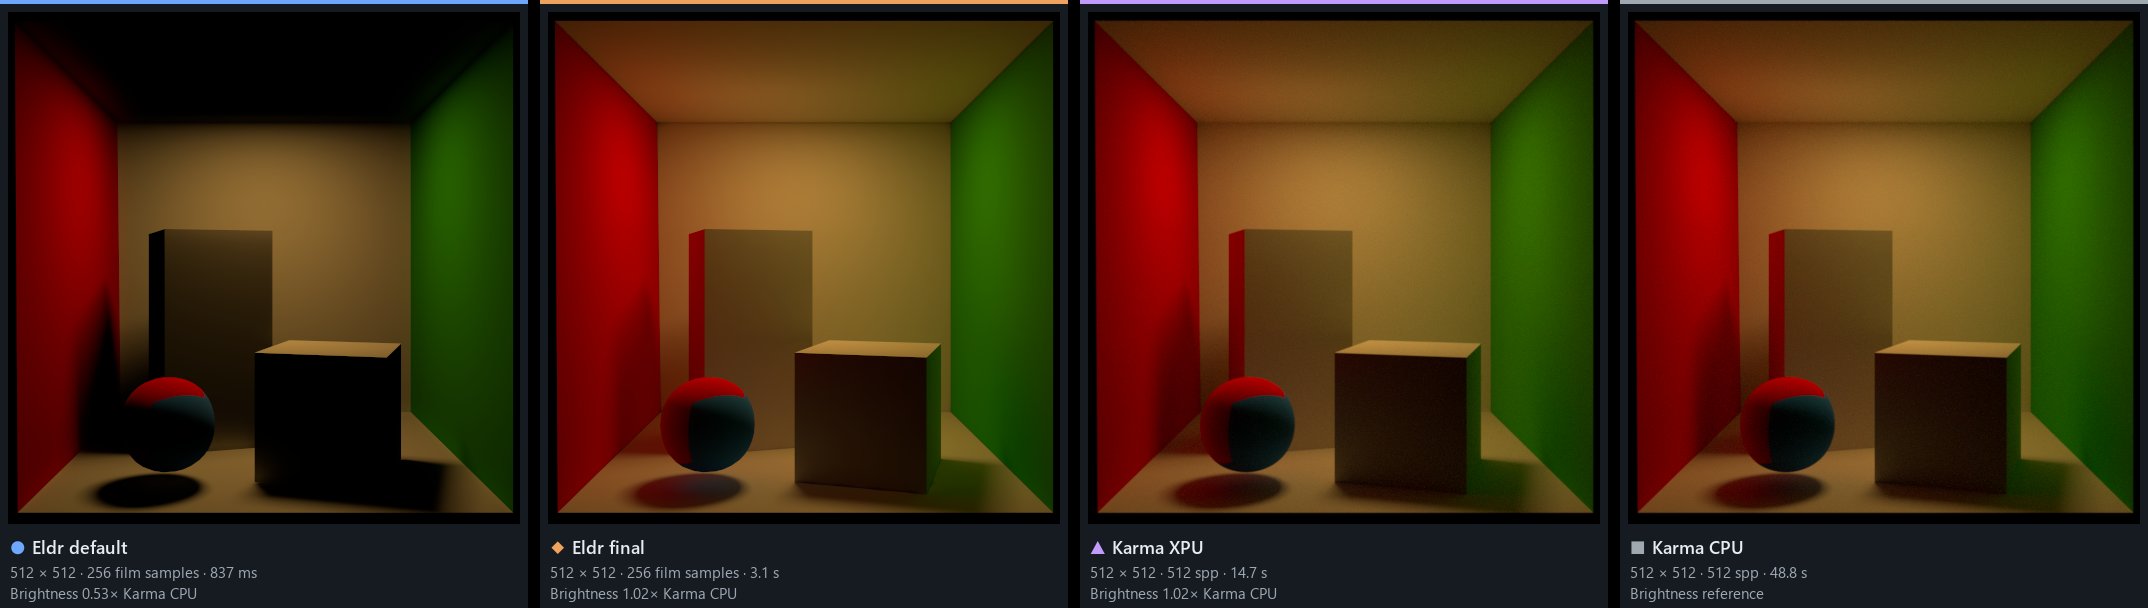 Eldr default
512 × 512 · 256 film samples · 837 ms
Brightness 0.53× Karma CPU
Eldr final
512 × 512 · 256 film samples · 3.1 s
Brightness 1.02× Karma CPU
Karma XPU
512 × 512 · 512 spp · 14.7 s
Brightness 1.02× Karma CPU
Karma CPU
512 × 512 · 512 spp · 48.8 s
Brightness reference